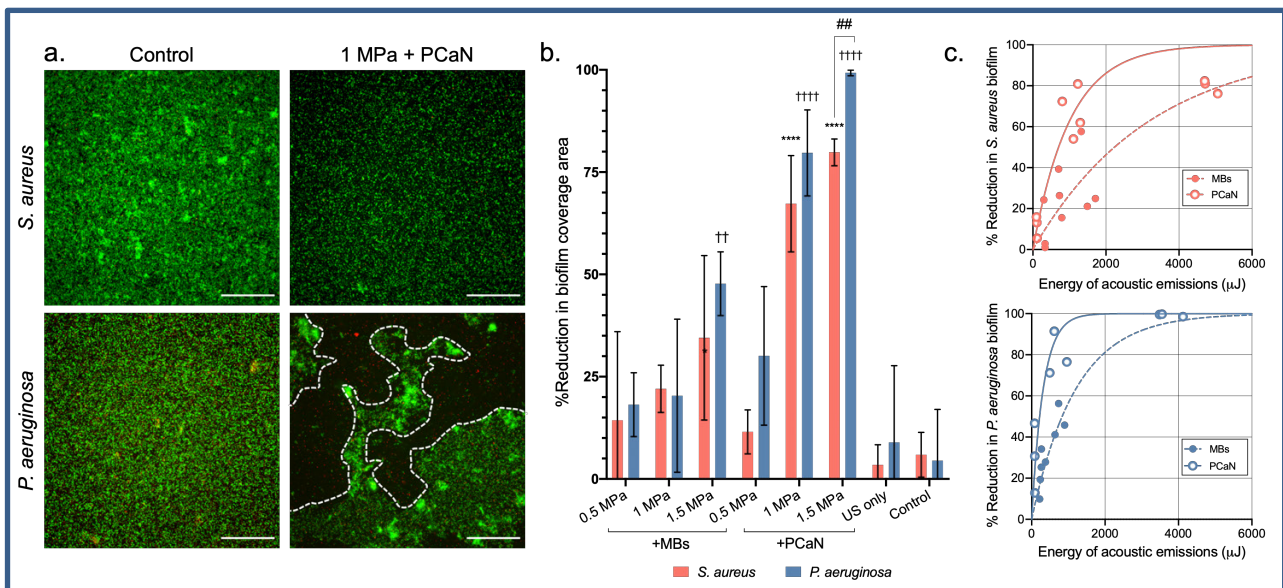 a.
Control
1 MPa + PCaN
S. aureus
P. aeruginosa
b.
%Reduction in biofilm coverage area
100
75
50
25
0
*
††
****
††††
****
††††
##
0.5 MPa
1 MPa
1.5 MPa
0.5 MPa
1 MPa
1.5 MPa
US only
Control
+MBs
+PCaN
S. aureus
P. aeruginosa
c.
% Reduction in S. aureus biofilm
100
80
60
40
20
0
MBs
PCaN
0
2000
4000
6000
Energy of acoustic emissions (μJ)
% Reduction in P. aeruginosa biofilm
100
80
60
40
20
0
MBs
PCaN
0
2000
4000
6000
Energy of acoustic emissions (μJ)